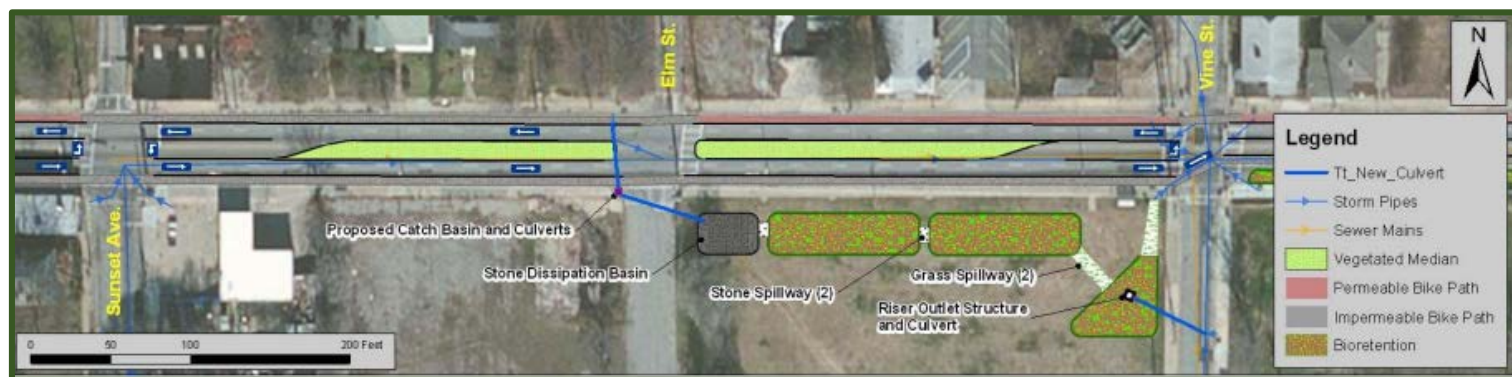 Elm St.
Vine St.
N
Legend
Tt_New_Culvert
Storm Pipes
Sewer Mains
Vegetated Median
Permeable Bike Path
Impermeable Bike Path
Bioretention
Sunset Ave.
Proposed Catch Basin and Culverts
Stone Dissipation Basin
Stone Spillway (2)
Grass Spillway (2)
Riser Outlet Structure
and Culvert
0 50 100 200 Feet